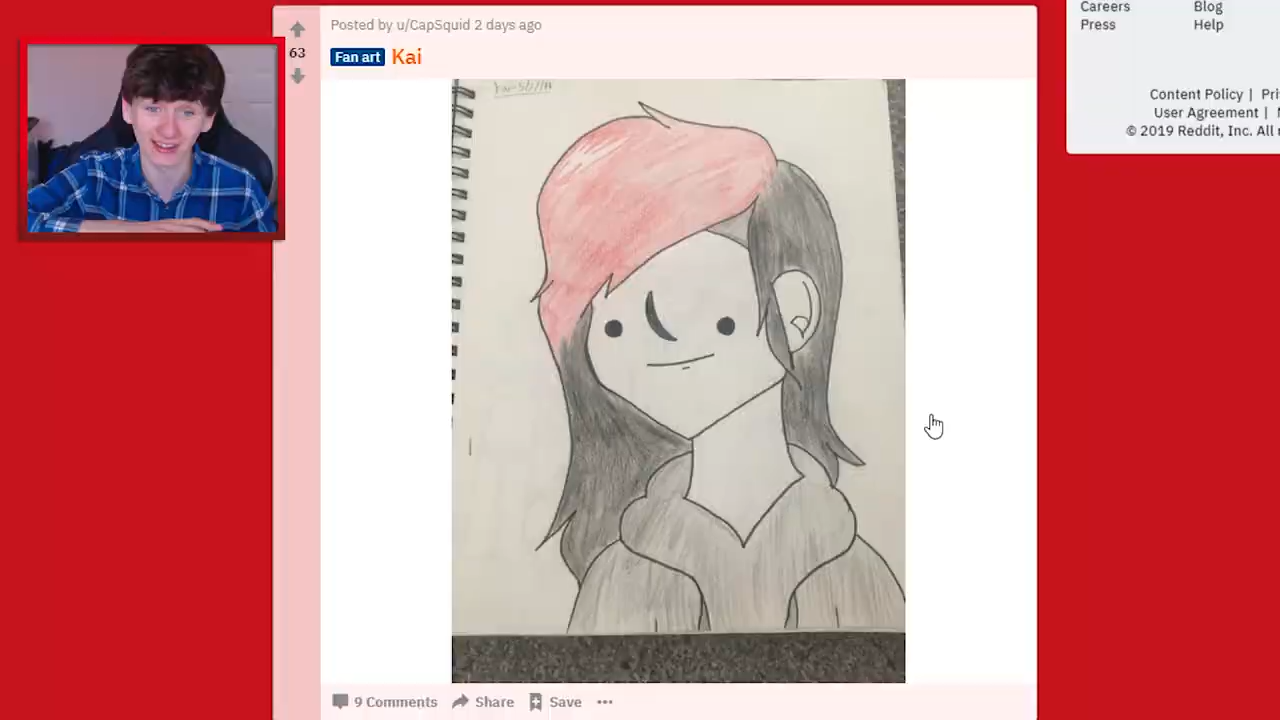 Posted by u/CapSquid 2 days ago
63
Fan art Kai
9 Comments Share Save
Careers Blog
Press Help
Content Policy |
User Agreement |
© 2019 Reddit, Inc. All